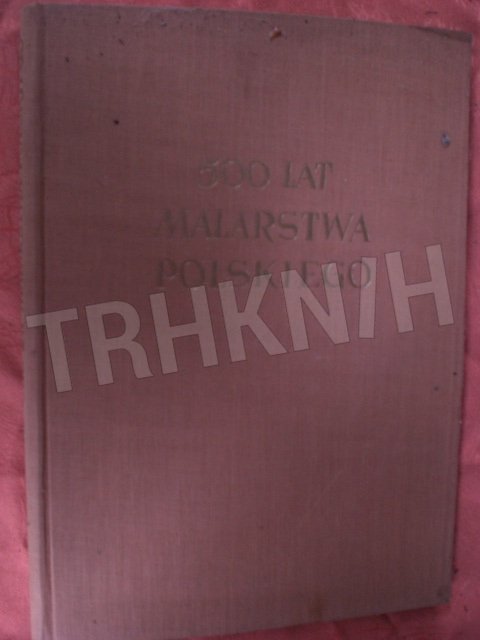 500 LAT
MALARSTWA
POLSKIEGO
TRHKNIH